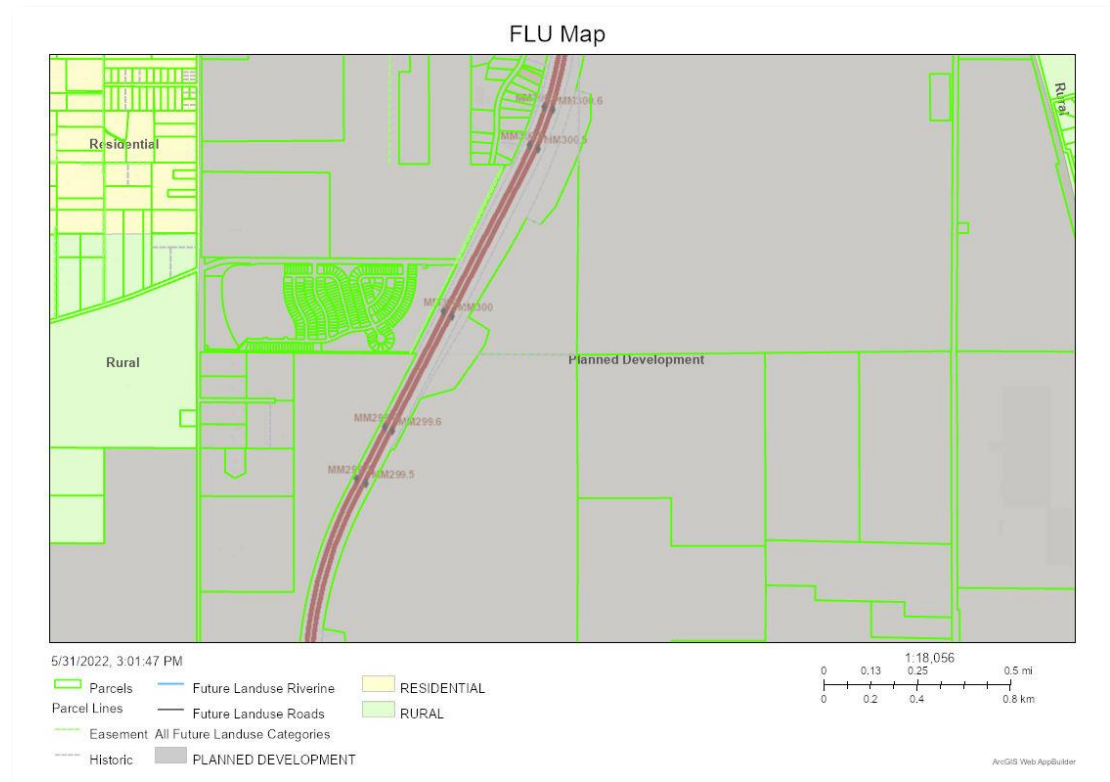 FLU Map
MM300.6
MM300.5
Residential
Rural
MM300
Rural
Planned Development
MM299.6
MM299.5
5/31/2022, 3:01:47 PM
Parcels
Parcel Lines
Easement
Historic
Future Landuse Riverine
Future Landuse Roads
All Future Landuse Categories
PLANNED DEVELOPMENT
RESIDENTIAL
RURAL
1:18,056
0 0.13 0.25 0.5 mi
0 0.2 0.4 0.8 km
ArcGIS Web AppBuilder